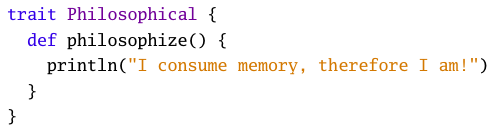 trait Philosophical {
  def philosophize() {
    println("I consume memory, therefore I am!")
  }
}